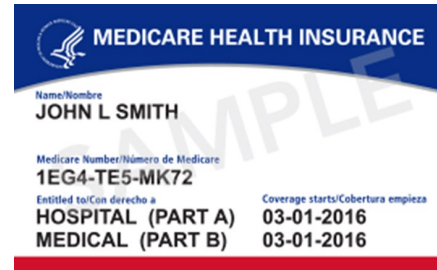 MEDICARE HEALTH INSURANCE
Name/Nombre
JOHN L SMITH
SAMPLE
Medicare Number/Número de Medicare
1EG4-TE5-MK72
Entitled to/Con derecho a Coverage starts/Cobertura empieza
HOSPITAL (PART A) 03-01-2016
MEDICAL (PART B) 03-01-2016